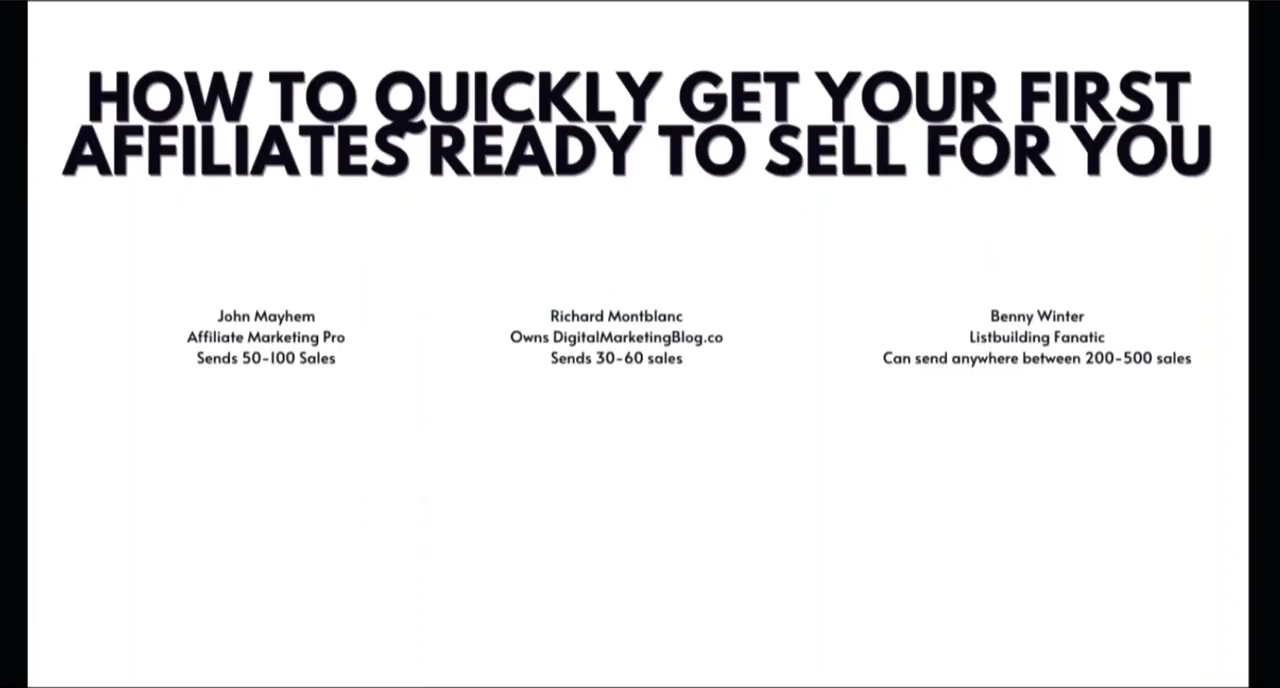 HOW TO QUICKLY GET YOUR FIRST
AFFILIATES READY TO SELL FOR YOU
John Mayhem
Affiliate Marketing Pro
Sends 50-100 Sales
Richard Montblanc
Owns DigitalMarketingBlog.co
Sends 30-60 sales
Benny Winter
Listbuilding Fanatic
Can send anywhere between 200-500 sales